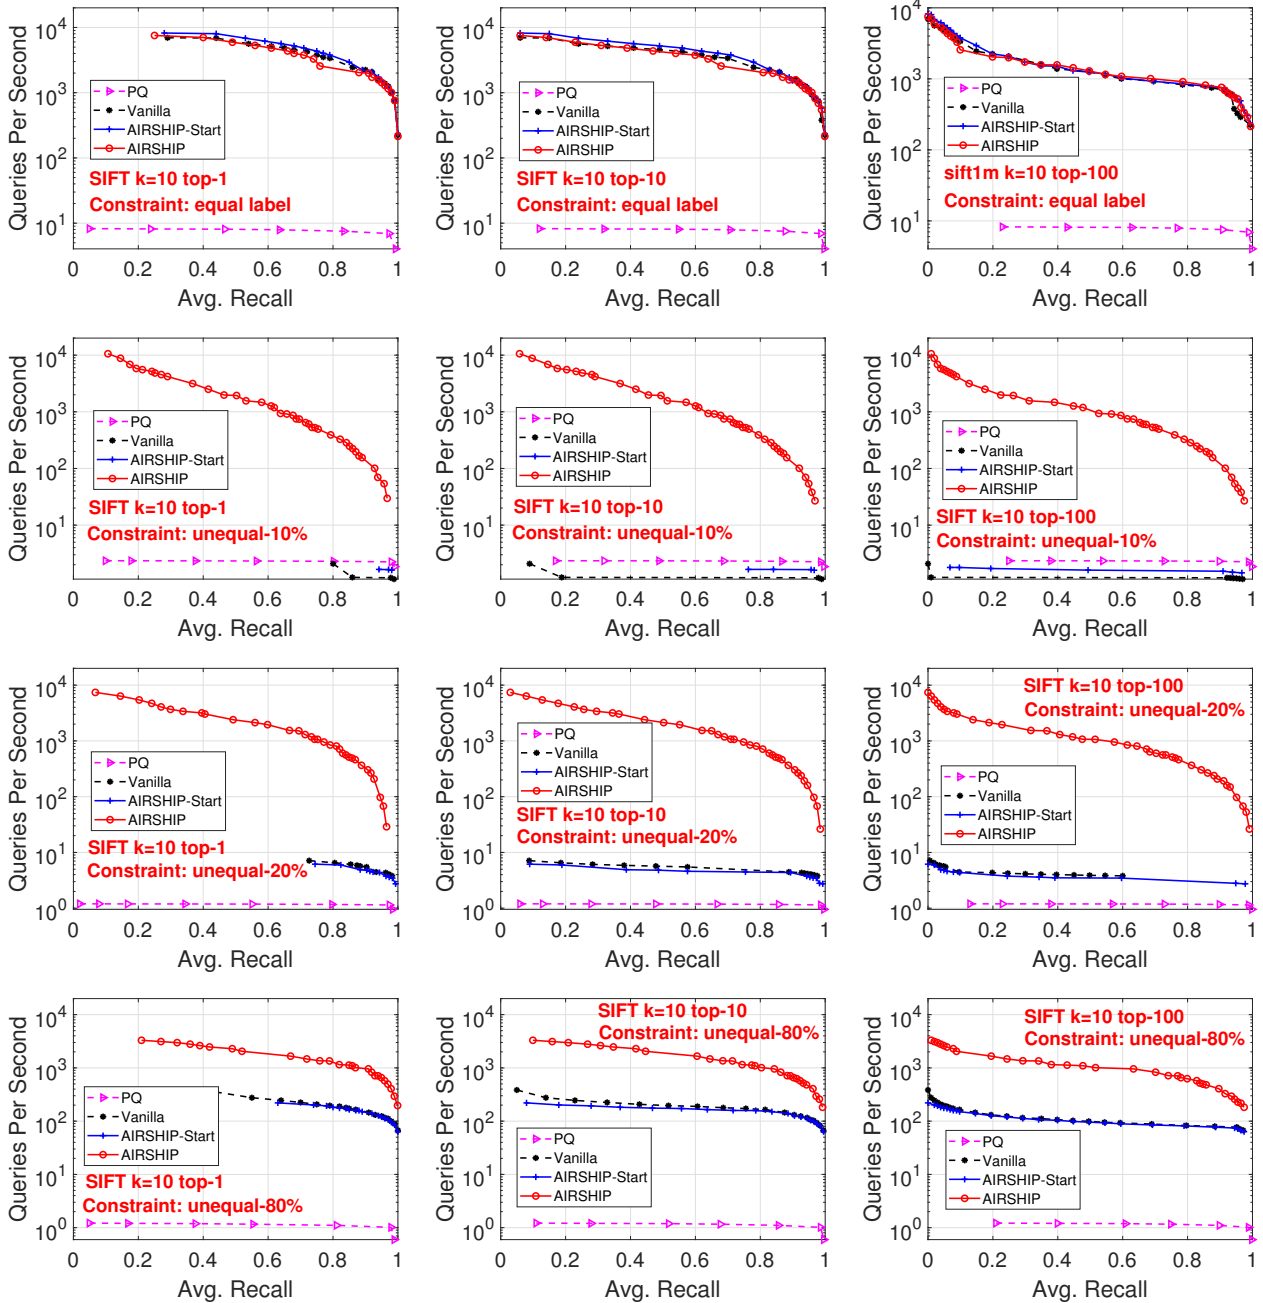 Queries Per Second
10^4
10^3
10^2
10^1
0 0.2 0.4 0.6 0.8 1
Avg. Recall
PQ
Vanilla
AIRSHIP-Start
AIRSHIP
SIFT k=10 top-1
Constraint: equal label
Queries Per Second
10^4
10^3
10^2
10^1
0 0.2 0.4 0.6 0.8 1
Avg. Recall
PQ
Vanilla
AIRSHIP-Start
AIRSHIP
SIFT k=10 top-10
Constraint: equal label
Queries Per Second
10^4
10^3
10^2
10^1
0 0.2 0.4 0.6 0.8 1
Avg. Recall
PQ
Vanilla
AIRSHIP-Start
AIRSHIP
sift1m k=10 top-100
Constraint: equal label
Queries Per Second
10^4
10^3
10^2
10^1
0 0.2 0.4 0.6 0.8 1
Avg. Recall
PQ
Vanilla
AIRSHIP-Start
AIRSHIP
SIFT k=10 top-1
Constraint: unequal-10%
Queries Per Second
10^4
10^3
10^2
10^1
0 0.2 0.4 0.6 0.8 1
Avg. Recall
PQ
Vanilla
AIRSHIP-Start
AIRSHIP
SIFT k=10 top-10
Constraint: unequal-10%
Queries Per Second
10^4
10^3
10^2
10^1
0 0.2 0.4 0.6 0.8 1
Avg. Recall
PQ
Vanilla
AIRSHIP-Start
AIRSHIP
SIFT k=10 top-100
Constraint: unequal-10%
Queries Per Second
10^4
10^3
10^2
10^1
10^0
0 0.2 0.4 0.6 0.8 1
Avg. Recall
PQ
Vanilla
AIRSHIP-Start
AIRSHIP
SIFT k=10 top-1
Constraint: unequal-20%
Queries Per Second
10^4
10^3
10^2
10^1
10^0
0 0.2 0.4 0.6 0.8 1
Avg. Recall
PQ
Vanilla
AIRSHIP-Start
AIRSHIP
SIFT k=10 top-10
Constraint: unequal-20%
Queries Per Second
10^4
10^3
10^2
10^1
10^0
0 0.2 0.4 0.6 0.8 1
Avg. Recall
SIFT k=10 top-100
Constraint: unequal-20%
PQ
Vanilla
AIRSHIP-Start
AIRSHIP
Queries Per Second
10^4
10^3
10^2
10^1
10^0
0 0.2 0.4 0.6 0.8 1
Avg. Recall
PQ
Vanilla
AIRSHIP-Start
AIRSHIP
SIFT k=10 top-1
Constraint: unequal-80%
Queries Per Second
10^4
10^3
10^2
10^1
10^0
0 0.2 0.4 0.6 0.8 1
Avg. Recall
SIFT k=10 top-10
Constraint: unequal-80%
PQ
Vanilla
AIRSHIP-Start
AIRSHIP
Queries Per Second
10^4
10^3
10^2
10^1
10^0
0 0.2 0.4 0.6 0.8 1
Avg. Recall
SIFT k=10 top-100
Constraint: unequal-80%
PQ
Vanilla
AIRSHIP-Start
AIRSHIP